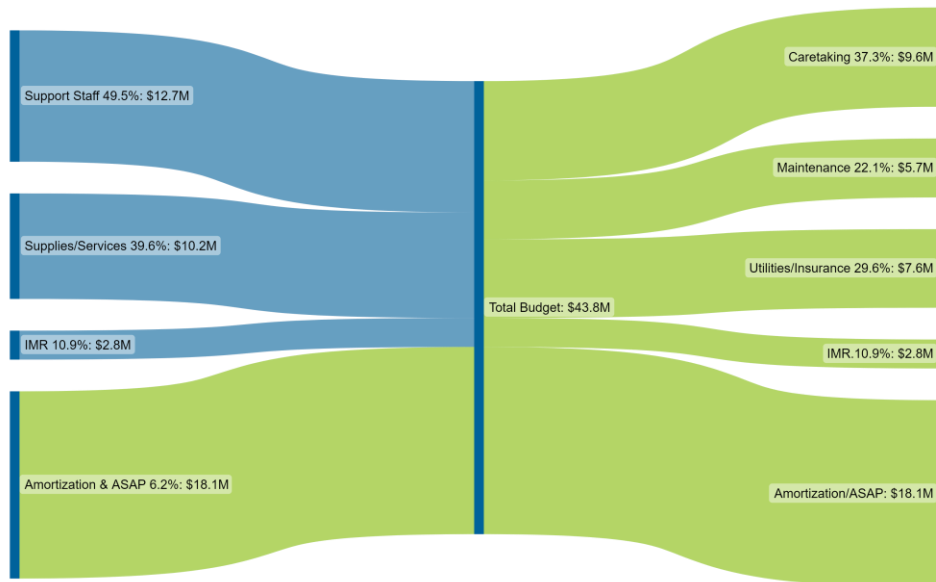 Support Staff 49.5%: $12.7M
Supplies/Services 39.6%: $10.2M
IMR 10.9%: $2.8M
Amortization & ASAP 6.2%: $18.1M
Total Budget: $43.8M
Caretaking 37.3%: $9.6M
Maintenance 22.1%: $5.7M
Utilities/Insurance 29.6%: $7.6M
IMR.10.9%: $2.8M
Amortization/ASAP: $18.1M